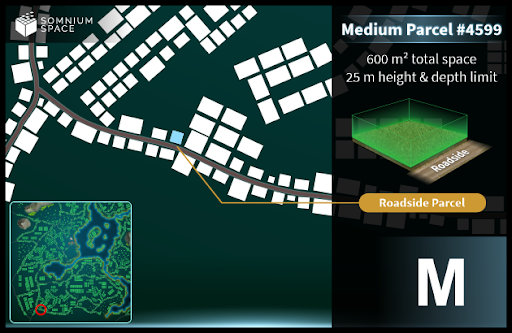 SOMNIUM
SPACE
Medium Parcel #4599
600 m² total space
25 m height & depth limit
Roadside
Roadside Parcel
M